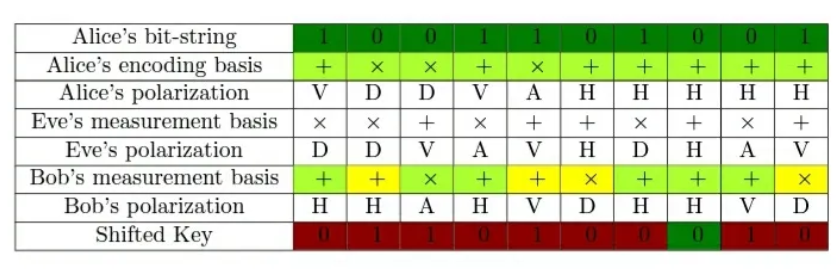 Alice's bit-string 1 0 0 1 1 0 1 0 0 1
Alice's encoding basis + × × + × + + + + +
Alice's polarization V D D V A H H H H H
Eve's measurement basis × × + × + + × + × +
Eve's polarization D D V A V H D H A V
Bob's measurement basis + + × + + × + + + ×
Bob's polarization H H A H V D H H V D
Shifted Key 0 1 1 0 1 0 0 0 1 0